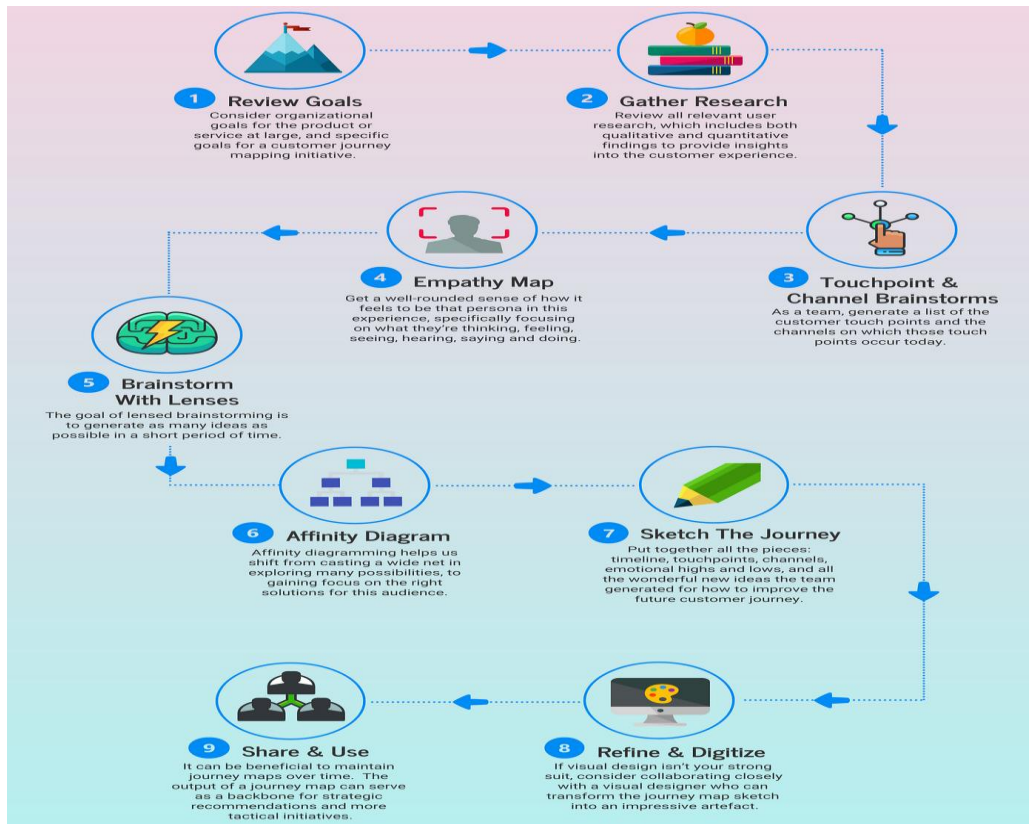 1 Review Goals
Consider organizational
goals for the product or
service at large, and specific
goals for a customer journey
mapping initiative.
2 Gather Research
Review all relevant user
research, which includes both
qualitative and quantitative
findings to provide insights
into the customer experience.
3 Touchpoint &
Channel Brainstorms
As a team, generate a list of the
customer touch points and the
channels on which those touch
points occur today.
4 Empathy Map
Get a well-rounded sense of how it
feels to be that persona in this
experience, specifically focusing
on what they're thinking, feeling,
seeing, hearing, saying and doing.
5 Brainstorm
With Lenses
The goal of lensed brainstorming is
to generate as many ideas as
possible in a short period of time.
6 Affinity Diagram
Affinity diagramming helps us
shift from casting a wide net in
exploring many possibilities, to
gaining focus on the right
solutions for this audience.
7 Sketch The Journey
Put together all the pieces:
timeline, touchpoints, channels,
emotional highs and lows, and all
the wonderful new ideas the team
generated for how to improve the
future customer journey.
8 Refine & Digitize
If visual design isn't your strong
suit, consider collaborating closely
with a visual designer who can
transform the journey map sketch
into an impressive artefact.
9 Share & Use
It can be beneficial to maintain
journey maps over time. The
output of a journey map can serve
as a backbone for strategic
recommendations and more
tactical initiatives.